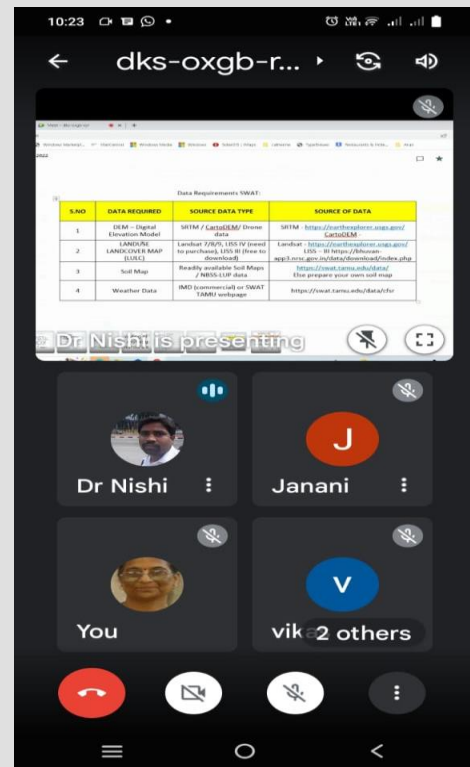 10:23
dks-oxgb-r...
Data Requirements SWAT:
S.NO DATA REQUIRED SOURCE DATA TYPE SOURCE OF DATA
1 DEM – Digital Elevation Model SRTM / CartoDEM/ Drone data SRTM - https://earthexplorer.usgs.gov/ CartoDEM -
2 LANDUSE LANDCOVER MAP (LULC) Landsat 7/8/9, LISS IV (need to purchase), LISS III (free to download) Landsat - https://earthexplorer.usgs.gov/ LISS – III https://bhuvan-app3.nrsc.gov.in/data/download/index.php
3 Soil Map Readily available Soil Maps / NBSS-LUP data https://swat.tamu.edu/data/ Else prepare your own soil map
4 Weather Data IMD (commercial) or SWAT TAMU webpage https://swat.tamu.edu/data/cfsr
Dr Nishi is presenting
Dr Nishi
J
Janani
You
V
vik
2 others